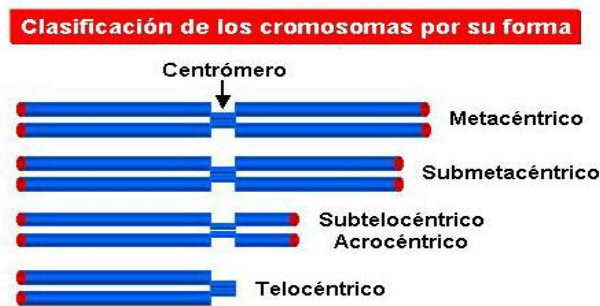 Clasificación de los cromosomas por su forma
Centrómero
Metacéntrico
Submetacéntrico
Subtelocéntrico
Acrocéntrico
Telocéntrico